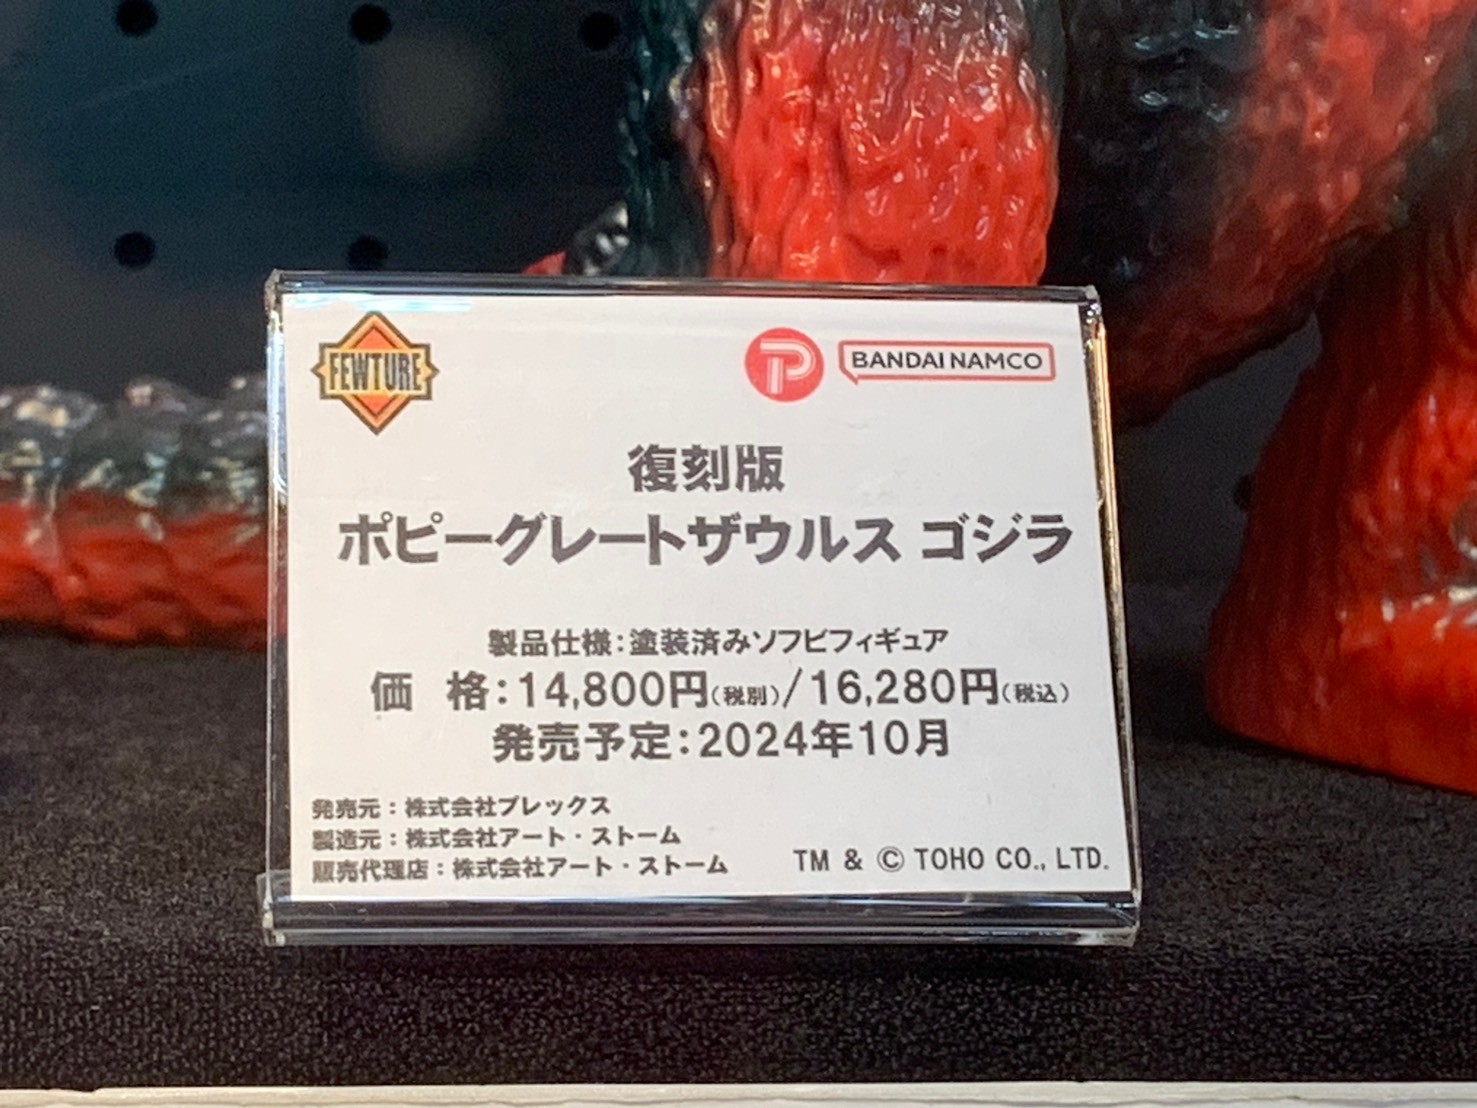 FEWTURE
P BANDAI NAMCO
復刻版
ポピーグレートザウルス ゴジラ
製品仕様：塗装済みソフビフィギュア
価 格：14,800円（税別）/16,280円（税込）
発売予定：2024年10月
発売元：株式会社プレックス
製造元：株式会社アート・ストーム
販売代理店：株式会社アート・ストーム
TM & © TOHO CO., LTD.